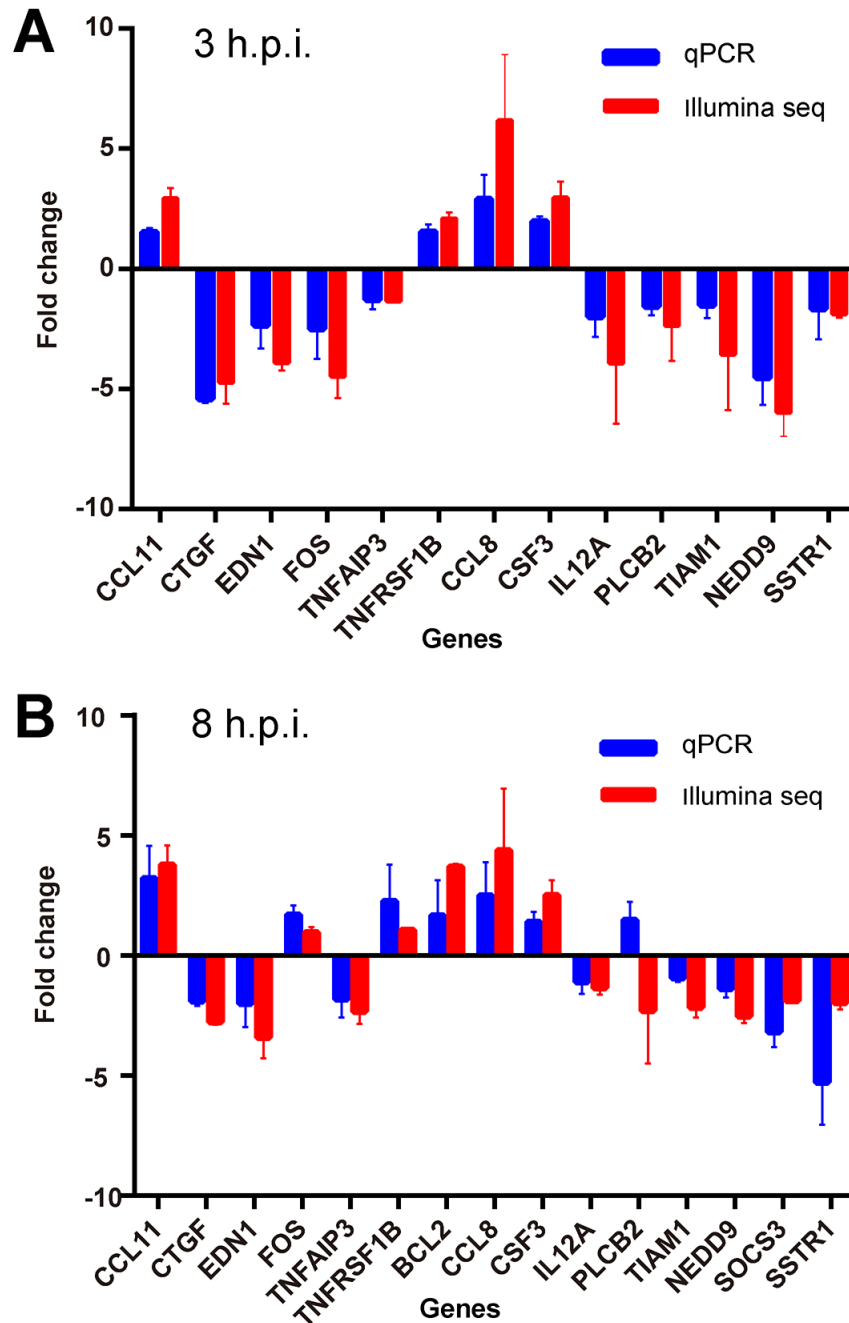 A
3 h.p.i.
qPCR
Illumina seq
Fold change
10
5
0
-5
-10
CCL11
CTGF
EDN1
FOS
TNFAIP3
TNFRSF1B
CCL8
CSF3
IL12A
PLCB2
TIAM1
NEDD9
SSTR1
Genes
B
8 h.p.i.
qPCR
Illumina seq
Fold change
10
5
0
-5
-10
CCL11
CTGF
EDN1
FOS
TNFAIP3
TNFRSF1B
BCL2
CCL8
CSF3
IL12A
PLCB2
TIAM1
NEDD9
SOCS3
SSTR1
Genes